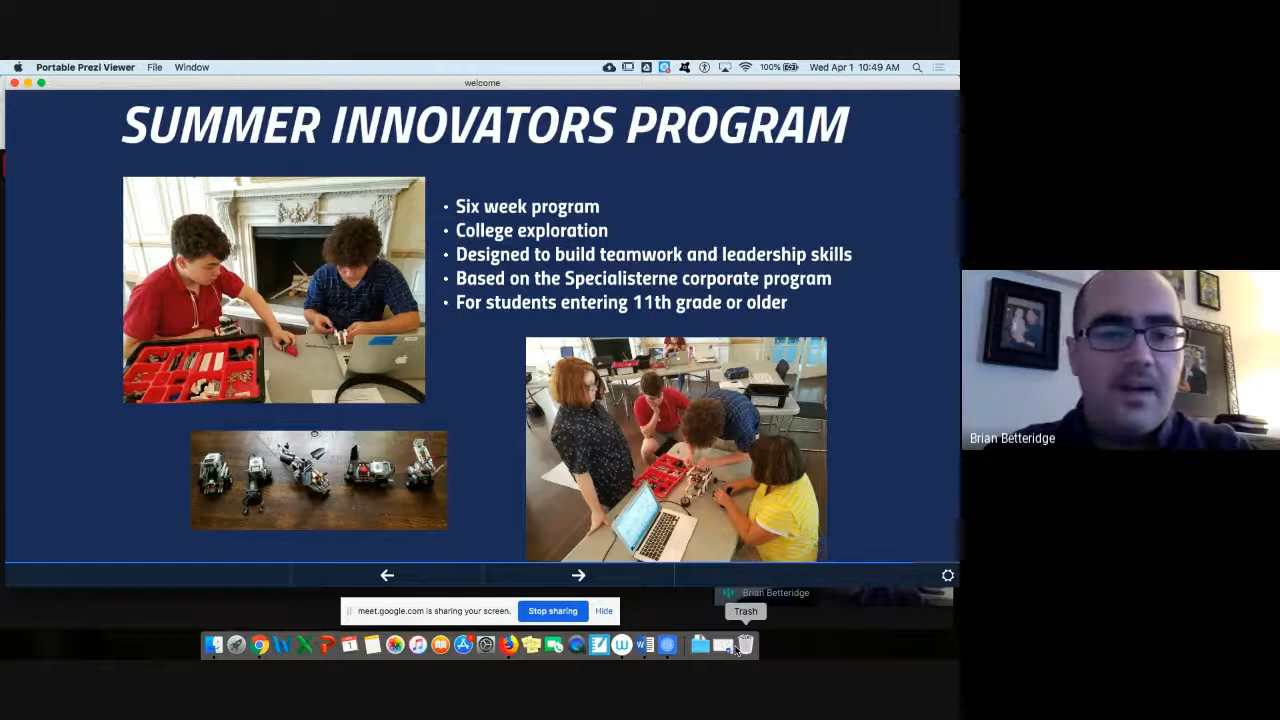 Portable Prezi Viewer File Window 100% Wed Apr 1 10:49 AM
welcome
SUMMER INNOVATORS PROGRAM
• Six week program
• College exploration
• Designed to build teamwork and leadership skills
• Based on the Specialisterne corporate program
• For students entering 11th grade or older
Brian Betteridge
Brian Betteridge
meet.google.com is sharing your screen. Stop sharing Hide
Trash